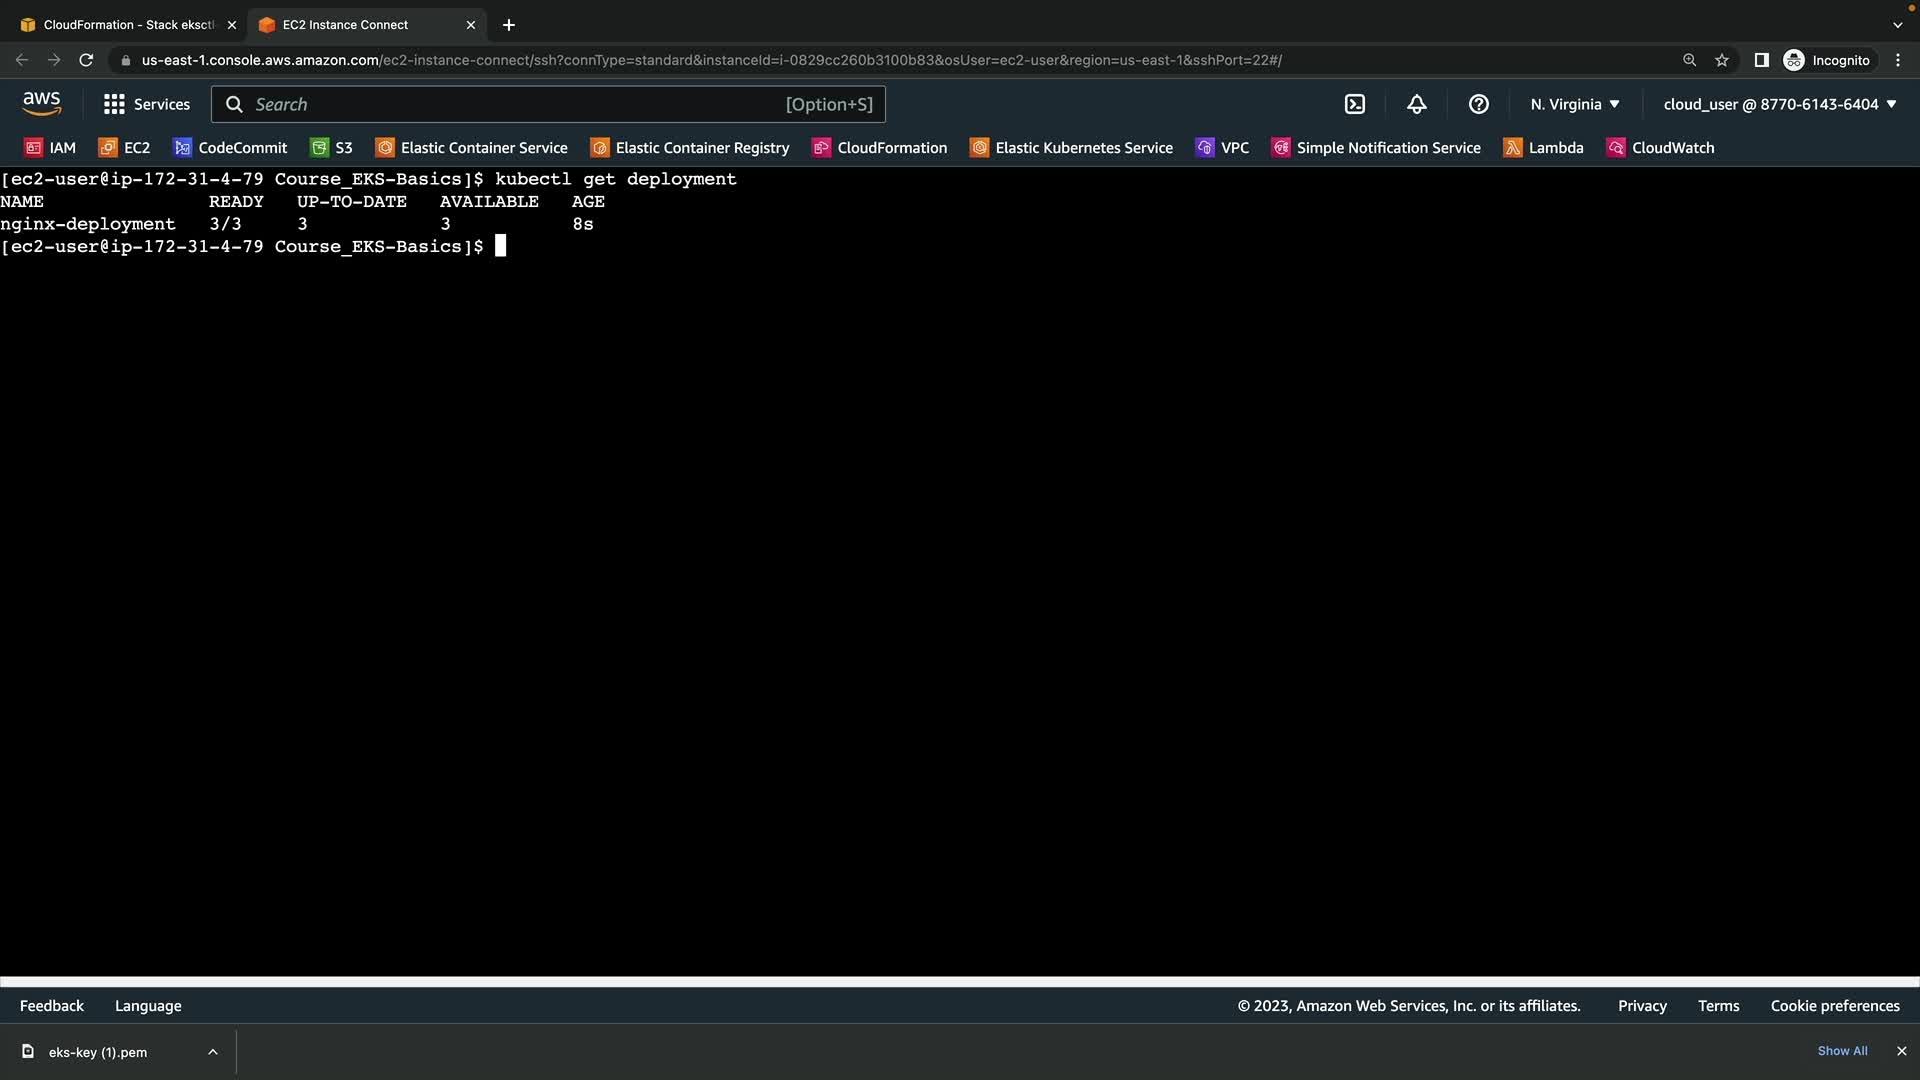 CloudFormation - Stack eksctl
EC2 Instance Connect
us-east-1.console.aws.amazon.com/ec2-instance-connect/ssh?connType=standard&instanceId=i-0829cc260b3100b83&osUser=ec2-user&region=us-east-1&sshPort=22#/
Incognito
aws
Services
Search
[Option+S]
N. Virginia
cloud_user @ 8770-6143-6404
IAM
EC2
CodeCommit
S3
Elastic Container Service
Elastic Container Registry
CloudFormation
Elastic Kubernetes Service
VPC
Simple Notification Service
Lambda
CloudWatch
[ec2-user@ip-172-31-4-79 Course_EKS-Basics]$ kubectl get deployment
NAME READY UP-TO-DATE AVAILABLE AGE
nginx-deployment 3/3 3 3 8s
[ec2-user@ip-172-31-4-79 Course_EKS-Basics]$
Feedback
Language
© 2023, Amazon Web Services, Inc. or its affiliates.
Privacy
Terms
Cookie preferences
eks-key (1).pem
Show All